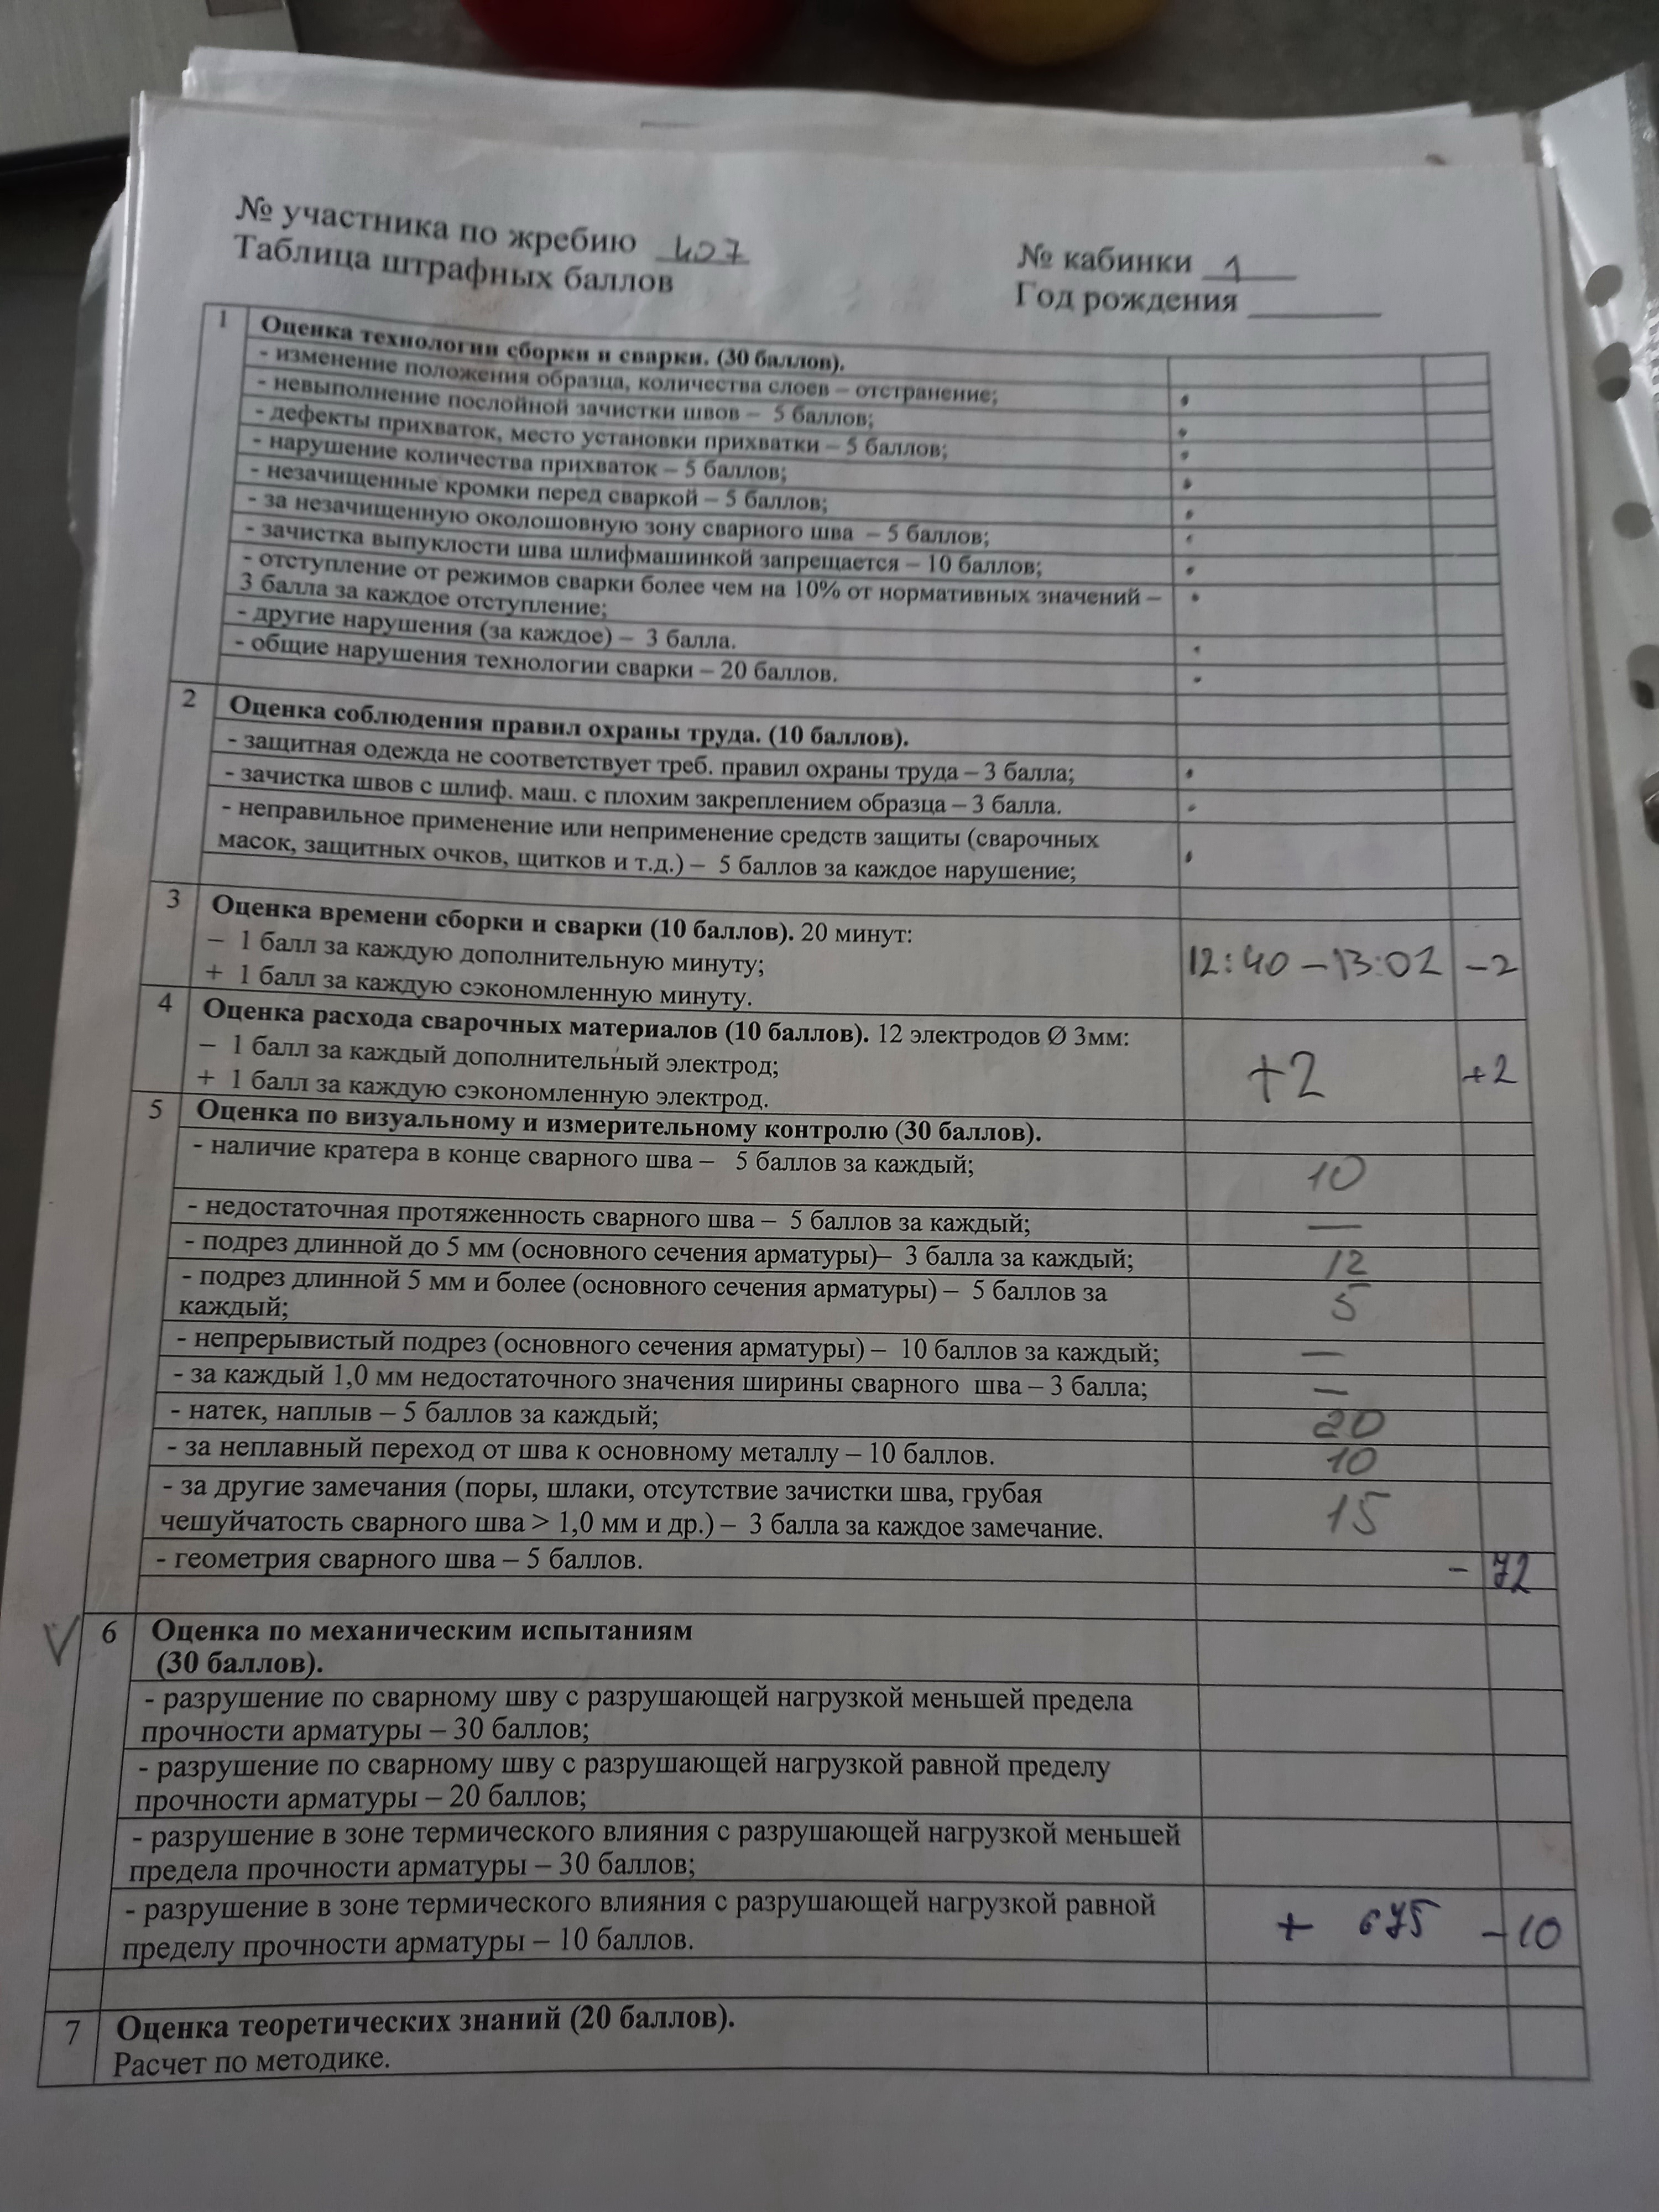 № участника по жребию 407
№ кабинки 1
Таблица штрафных баллов
Год рождения
1 Оценка технологии сборки и сварки. (30 баллов).
- изменение положения образца, количества слоев – отстранение;
- невыполнение послойной зачистки швов – 5 баллов;
- дефекты прихваток, место установки прихватки – 5 баллов;
- нарушение количества прихваток – 5 баллов;
- незачищенные кромки перед сваркой – 5 баллов;
- за незачищенную околошовную зону сварного шва – 5 баллов;
- зачистка выпуклости шва шлифмашинкой запрещается – 10 баллов;
- отступление от режимов сварки более чем на 10% от нормативных значений –
3 балла за каждое отступление;
- другие нарушения (за каждое) – 3 балла.
- общие нарушения технологии сварки – 20 баллов.
2 Оценка соблюдения правил охраны труда. (10 баллов).
- защитная одежда не соответствует треб. правил охраны труда – 3 балла;
- зачистка швов с шлиф. маш. с плохим закреплением образца – 3 балла.
- неправильное применение или неприменение средств защиты (сварочных
масок, защитных очков, щитков и т.д.) – 5 баллов за каждое нарушение;
3 Оценка времени сборки и сварки (10 баллов). 20 минут:
– 1 балл за каждую дополнительную минуту; 12:40 – 13:02 -2
+ 1 балл за каждую сэкономленную минуту.
4 Оценка расхода сварочных материалов (10 баллов). 12 электродов Ø 3мм:
– 1 балл за каждый дополнительный электрод; +2 +2
+ 1 балл за каждую сэкономленную электрод.
5 Оценка по визуальному и измерительному контролю (30 баллов).
- наличие кратера в конце сварного шва – 5 баллов за каждый; 10
- недостаточная протяженность сварного шва – 5 баллов за каждый; —
- подрез длинной до 5 мм (основного сечения арматуры)– 3 балла за каждый; 12
- подрез длинной 5 мм и более (основного сечения арматуры) – 5 баллов за 5
каждый;
- непрерывистый подрез (основного сечения арматуры) – 10 баллов за каждый; —
- за каждый 1,0 мм недостаточного значения ширины сварного шва – 3 балла; —
- натек, наплыв – 5 баллов за каждый; 20
- за неплавный переход от шва к основному металлу – 10 баллов. 10
- за другие замечания (поры, шлаки, отсутствие зачистки шва, грубая 15
чешуйчатость сварного шва > 1,0 мм и др.) – 3 балла за каждое замечание.
- геометрия сварного шва – 5 баллов. - 72
V 6 Оценка по механическим испытаниям
(30 баллов).
- разрушение по сварному шву с разрушающей нагрузкой меньшей предела
прочности арматуры – 30 баллов;
- разрушение по сварному шву с разрушающей нагрузкой равной пределу
прочности арматуры – 20 баллов;
- разрушение в зоне термического влияния с разрушающей нагрузкой меньшей
предела прочности арматуры – 30 баллов;
- разрушение в зоне термического влияния с разрушающей нагрузкой равной + 675 -10
пределу прочности арматуры – 10 баллов.
7 Оценка теоретических знаний (20 баллов).
Расчет по методике.